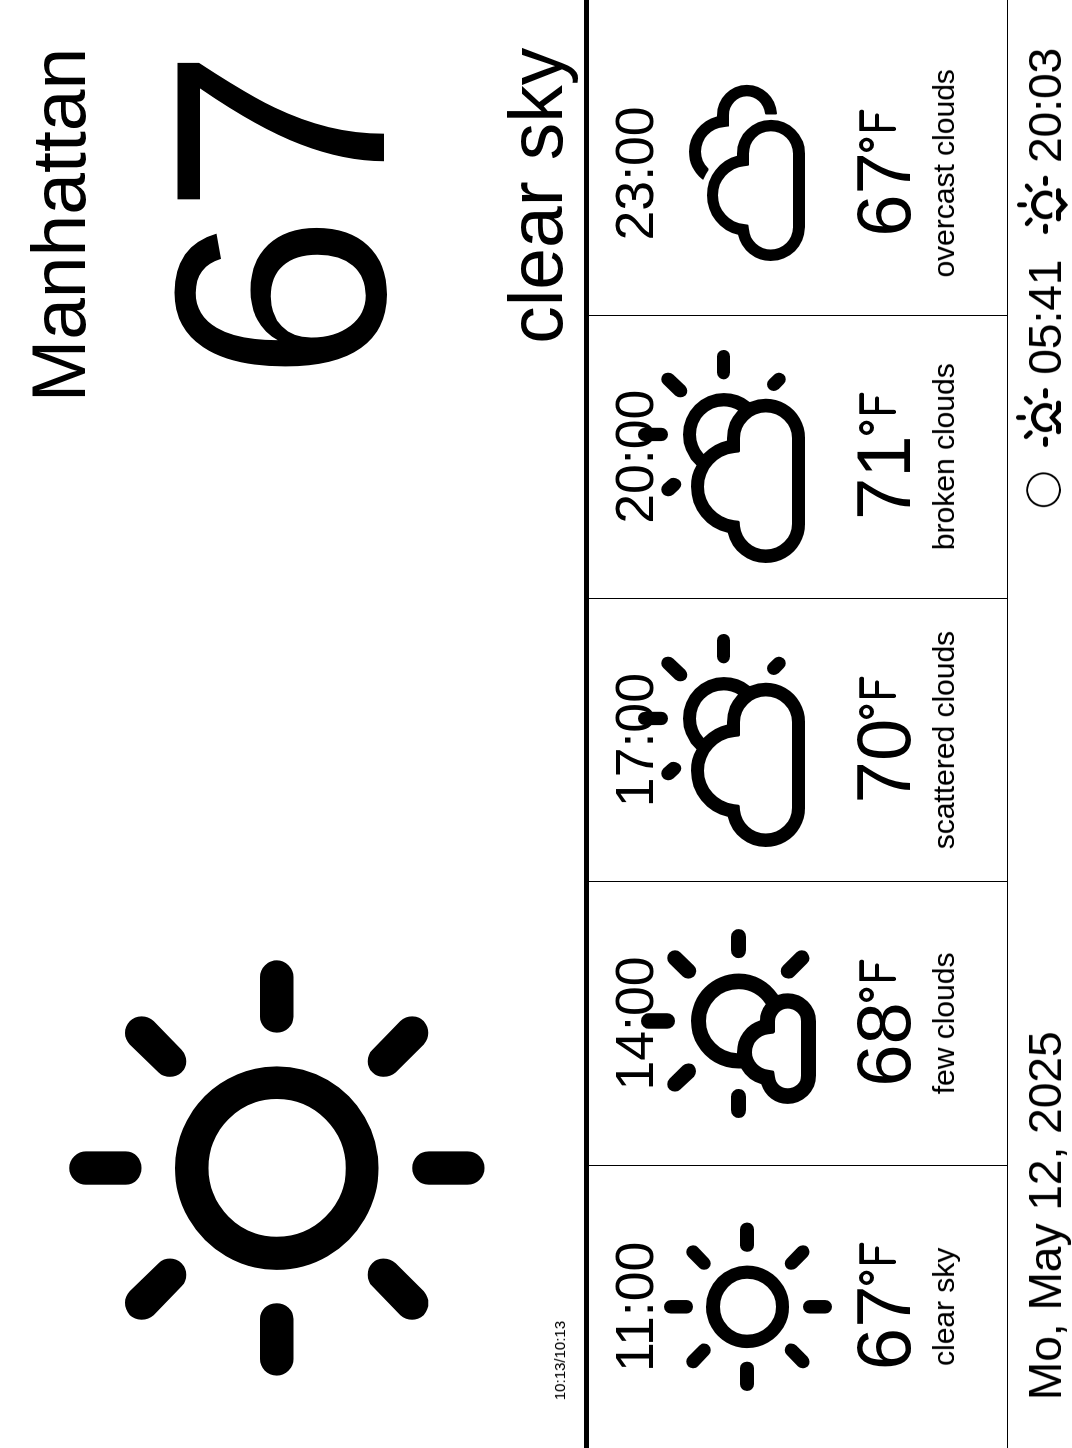 Manhattan
67
clear sky
10:13/10:13
11:00
67°F
clear sky
14:00
68°F
few clouds
17:00
70°F
scattered clouds
20:00
71°F
broken clouds
23:00
67°F
overcast clouds
Mo, May 12, 2025
05:41
20:03